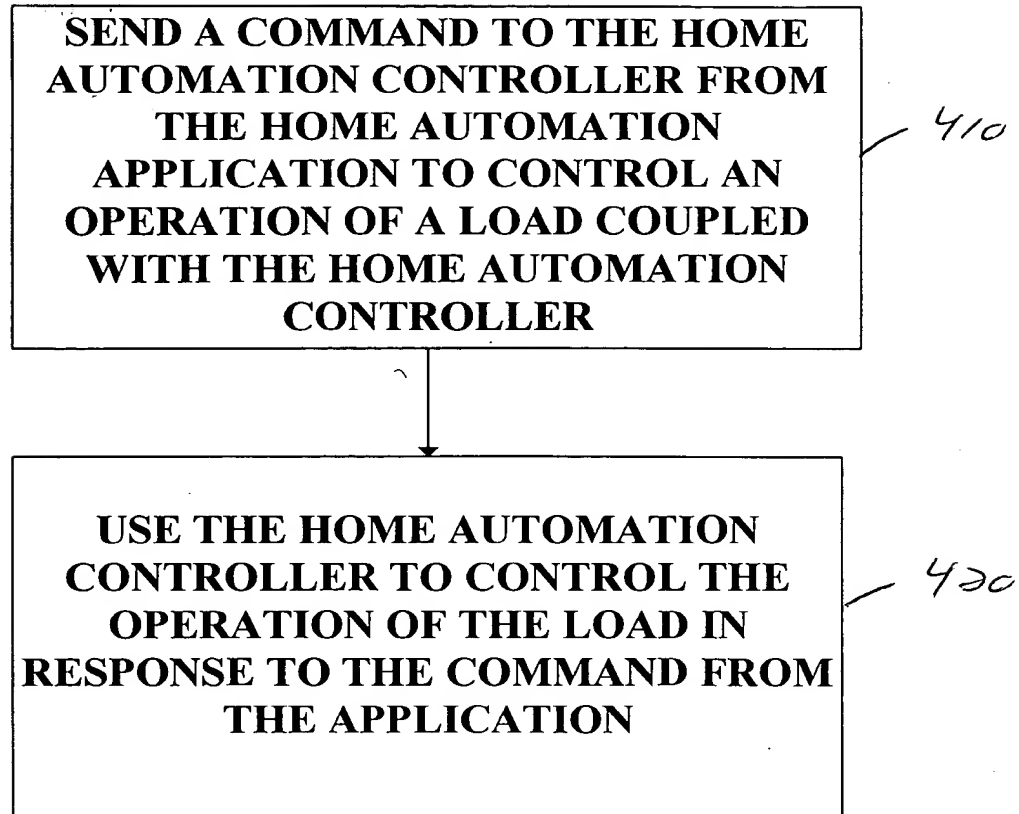 SEND A COMMAND TO THE HOME
AUTOMATION CONTROLLER FROM
THE HOME AUTOMATION
APPLICATION TO CONTROL AN
OPERATION OF A LOAD COUPLED
WITH THE HOME AUTOMATION
CONTROLLER
410
USE THE HOME AUTOMATION
CONTROLLER TO CONTROL THE
OPERATION OF THE LOAD IN
RESPONSE TO THE COMMAND FROM
THE APPLICATION
420